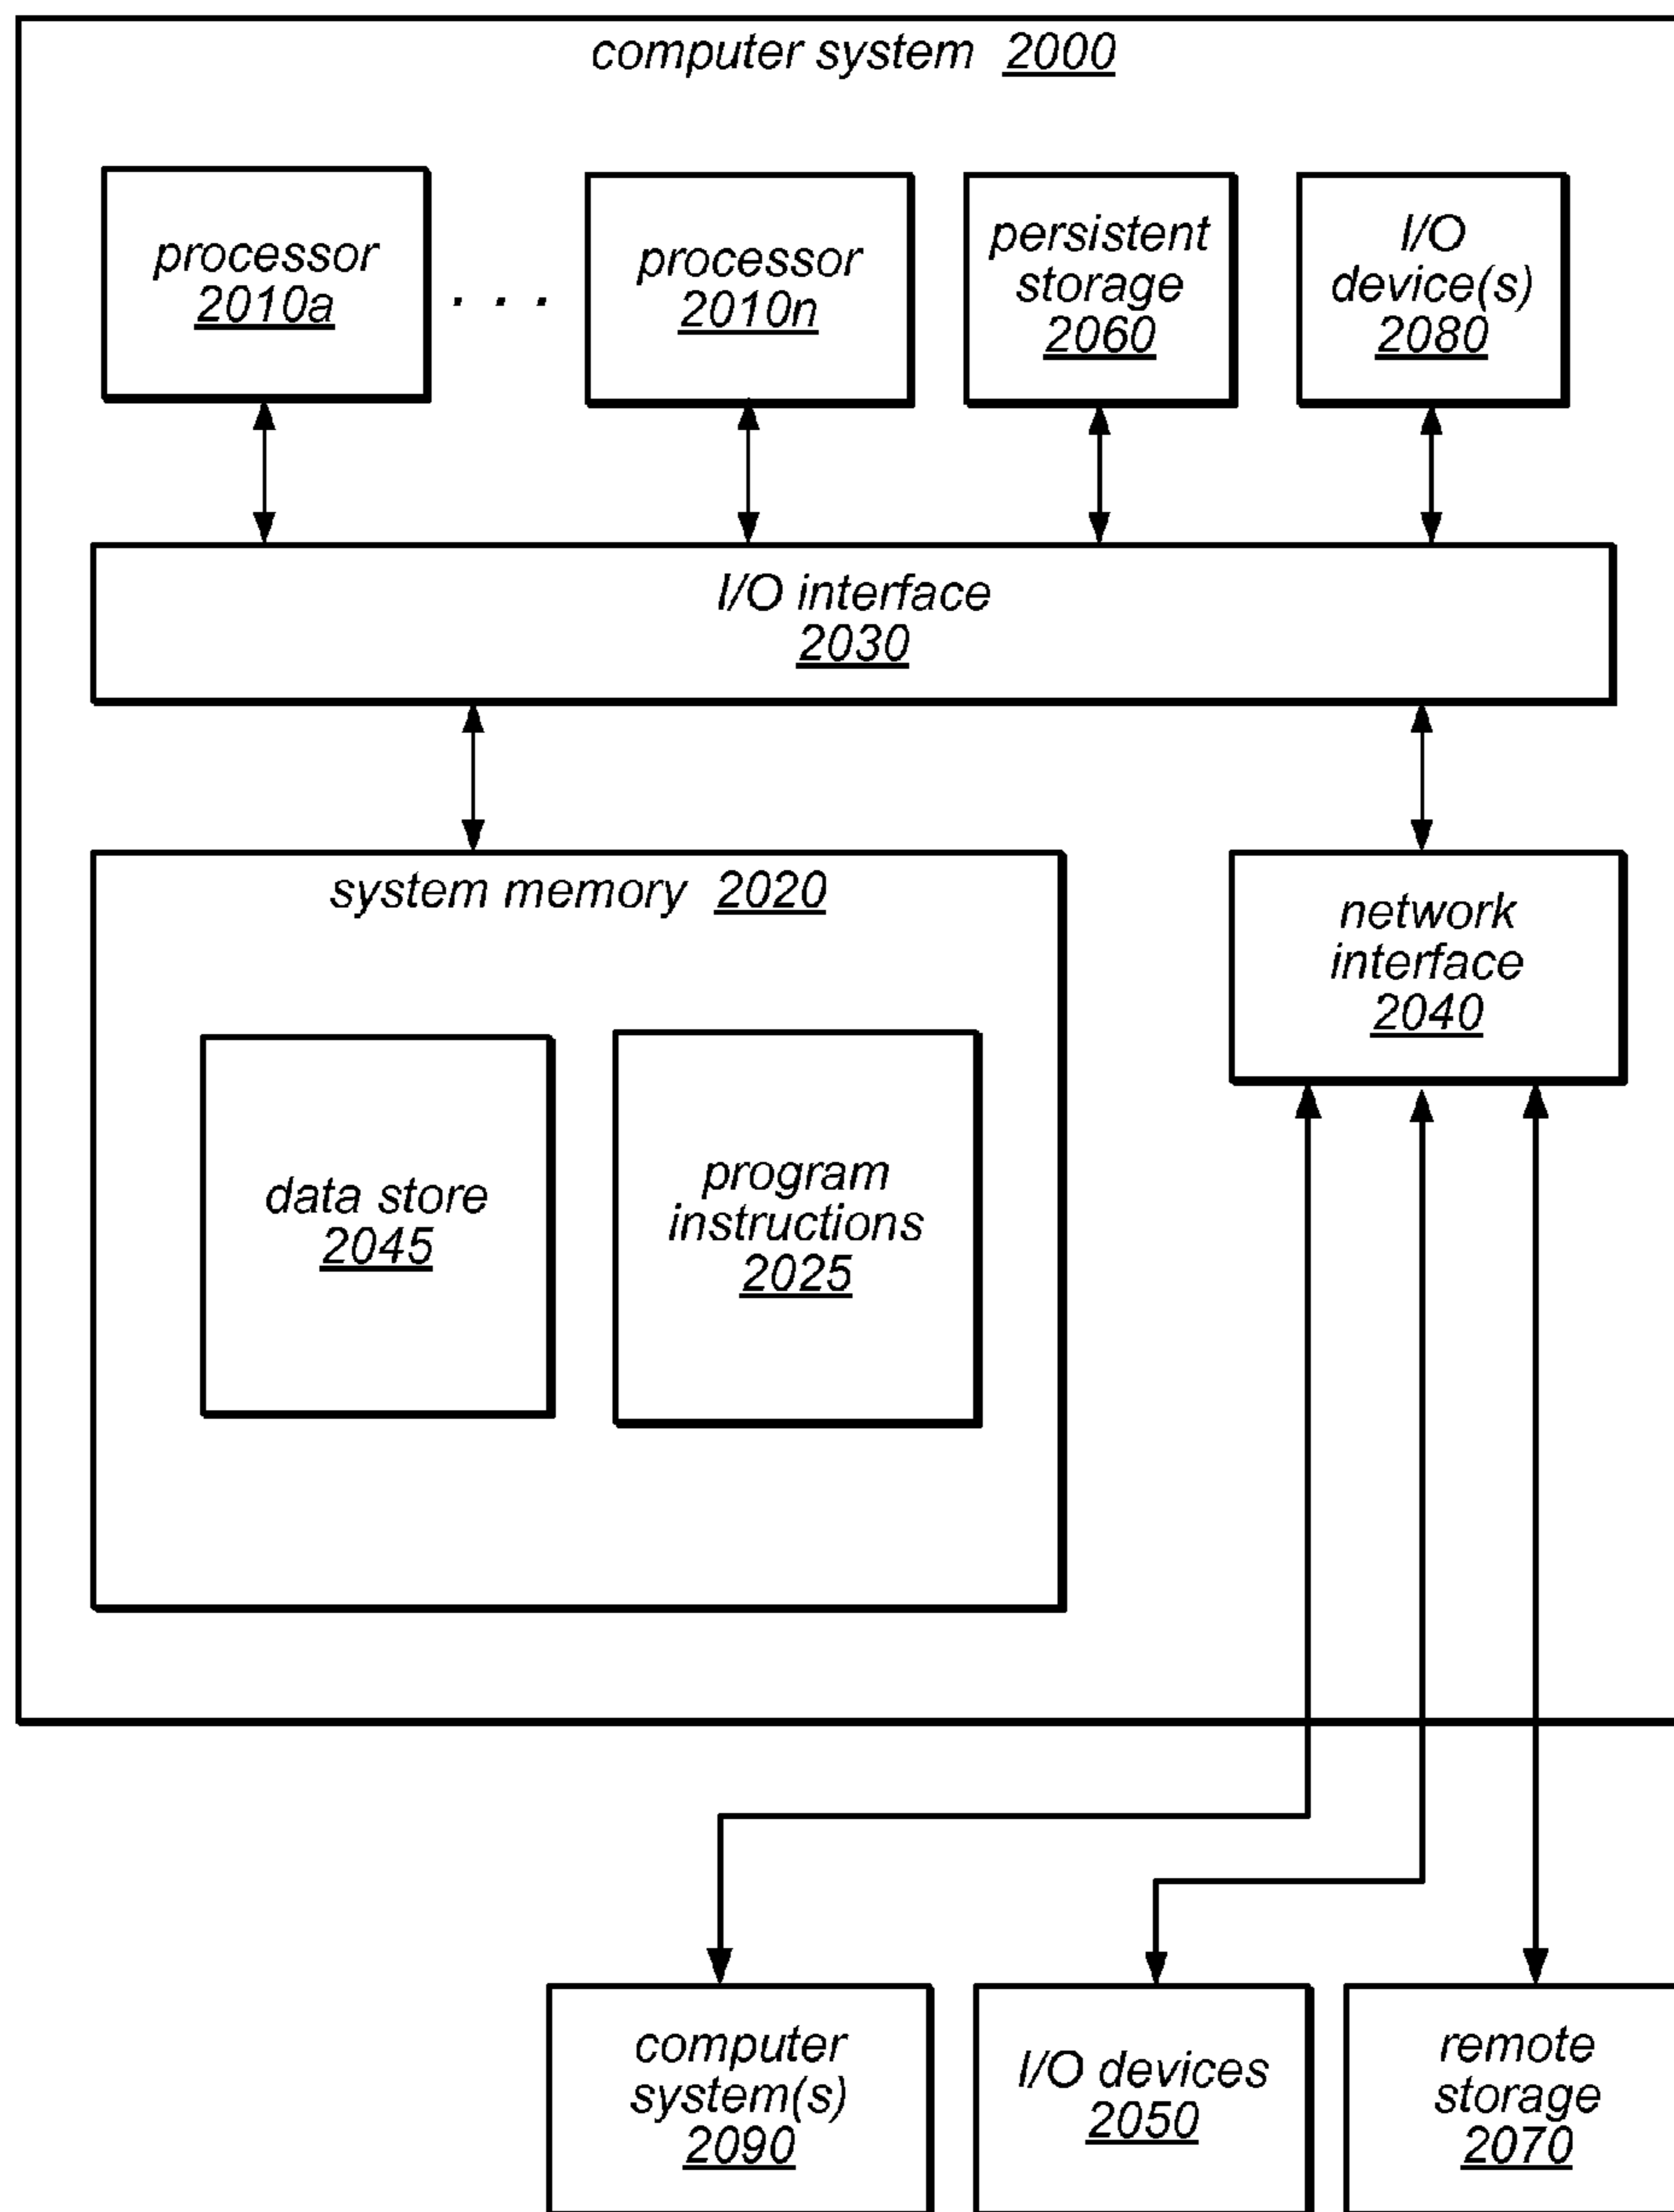 computer system 2000
processor
2010a
. . .
processor
2010n
persistent
storage
2060
I/O
device(s)
2080
I/O interface
2030
system memory 2020
network
interface
2040
data store
2045
program
instructions
2025
computer
system(s)
2090
I/O devices
2050
remote
storage
2070